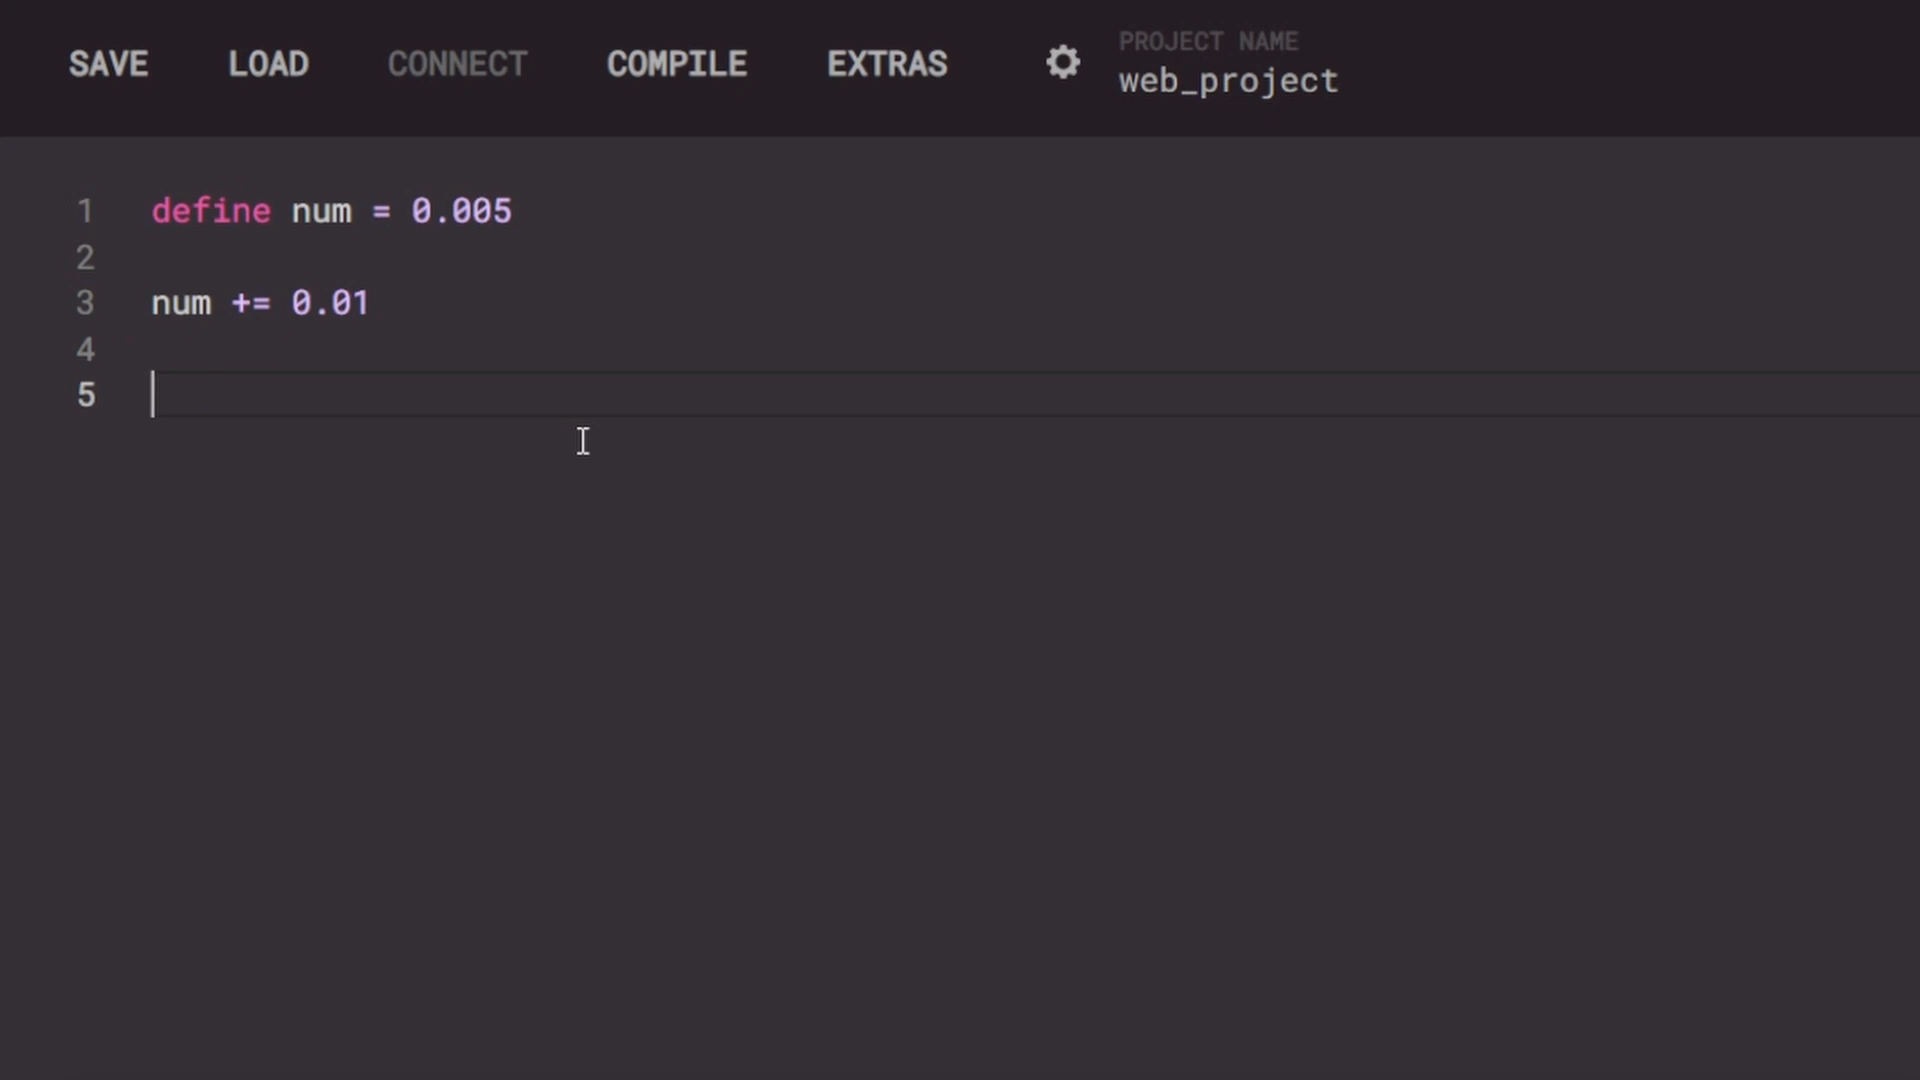 SAVE LOAD CONNECT COMPILE EXTRAS PROJECT NAME
web_project
1 define num = 0.005
2
3 num += 0.01
4
5